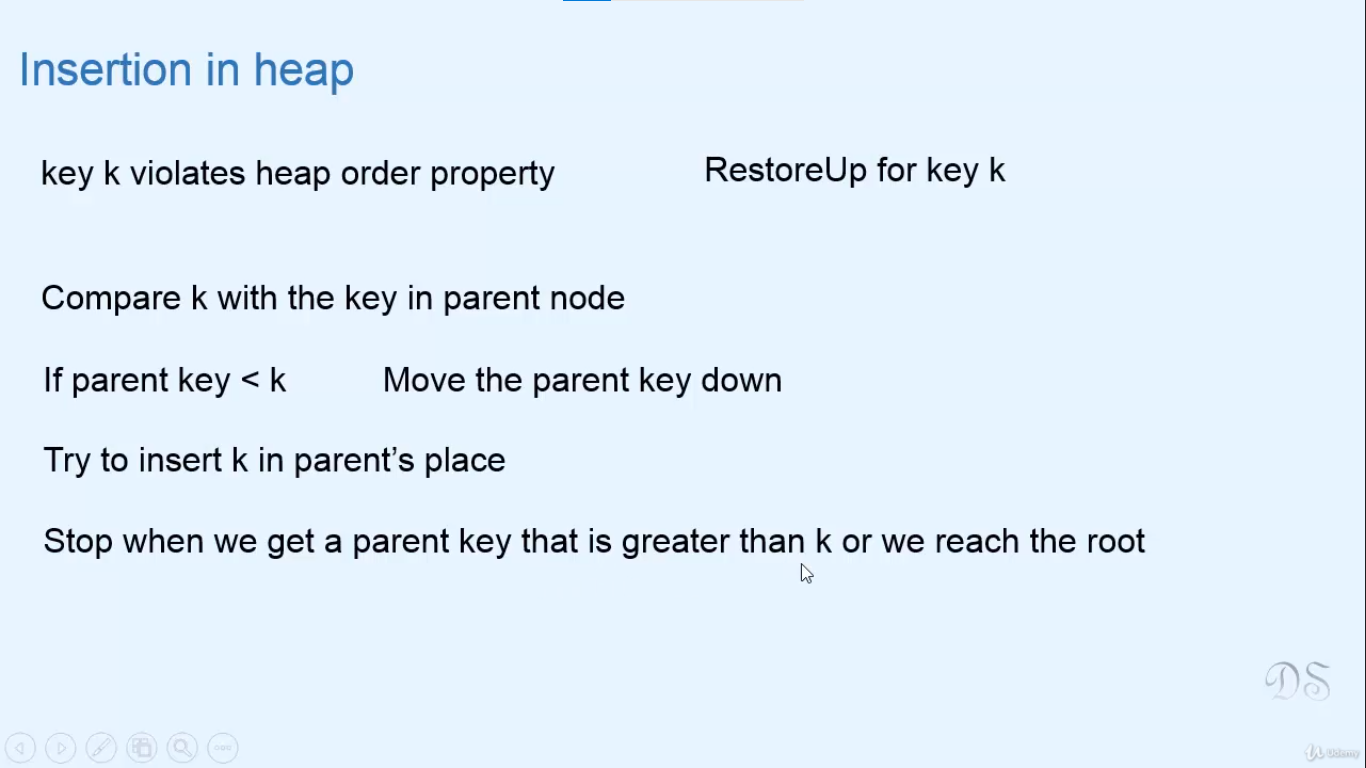 Insertion in heap
key k violates heap order property
RestoreUp for key k
Compare k with the key in parent node
If parent key < k
Move the parent key down
Try to insert k in parent’s place
Stop when we get a parent key that is greater than k or we reach the root
DS
Udemy